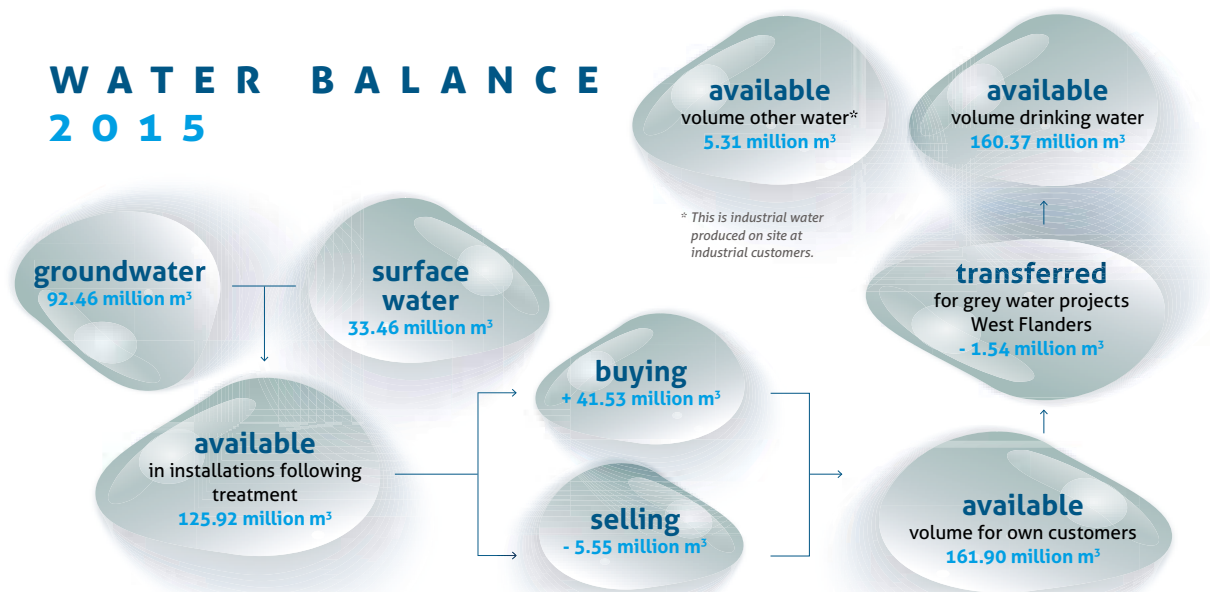 WATER BALANCE
2015
groundwater
92.46 million m³
surface
water
33.46 million m³
available
in installations following
treatment
125.92 million m³
buying
+ 41.53 million m³
selling
- 5.55 million m³
available
volume for own customers
161.90 million m³
transferred
for grey water projects
West Flanders
- 1.54 million m³
available
volume drinking water
160.37 million m³
available
volume other water*
5.31 million m³
* This is industrial water
produced on site at
industrial customers.